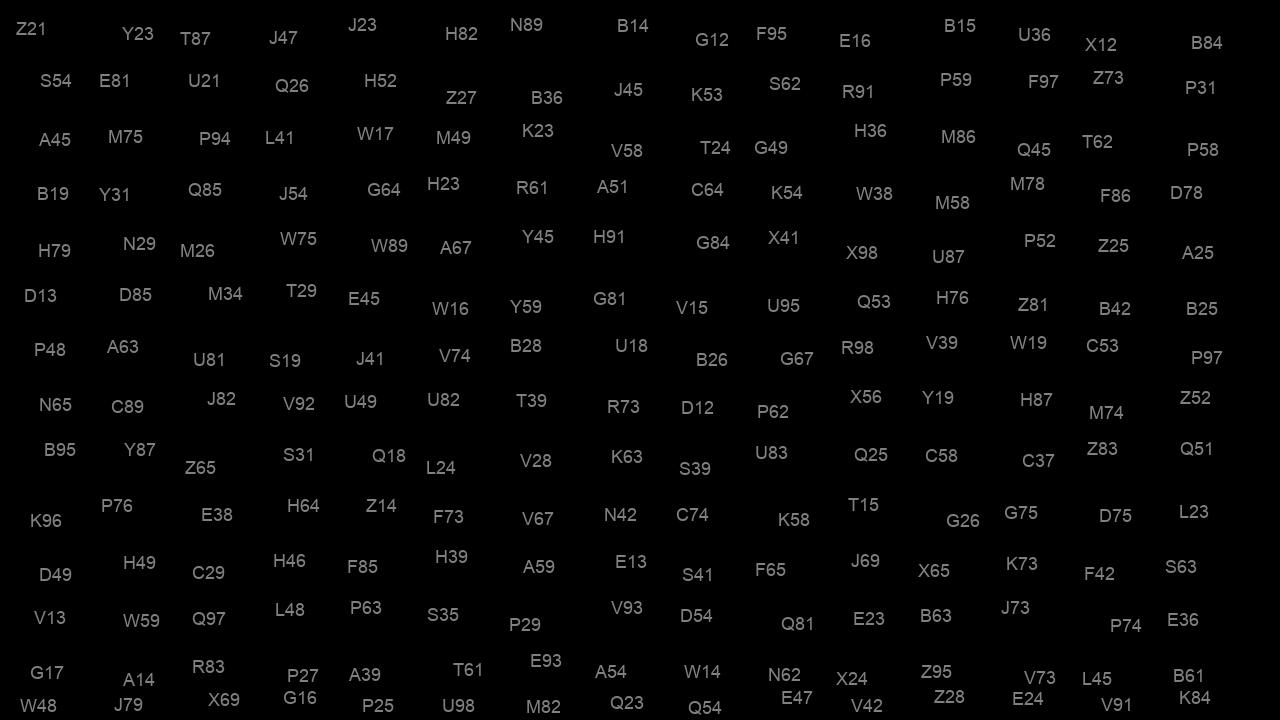 Z21 Y23 T87 J47 J23 H82 N89 B14 G12 F95 E16 B15 U36 X12 B84
S54 E81 U21 Q26 H52 Z27 B36 J45 K53 S62 R91 P59 F97 Z73 P31
A45 M75 P94 L41 W17 M49 K23 V58 T24 G49 H36 M86 Q45 T62 P58
B19 Y31 Q85 J54 G64 H23 R61 A51 C64 K54 W38 M58 M78 F86 D78
H79 N29 M26 W75 W89 A67 Y45 H91 G84 X41 X98 U87 P52 Z25 A25
D13 D85 M34 T29 E45 W16 Y59 G81 V15 U95 Q53 H76 Z81 B42 B25
P48 A63 U81 S19 J41 V74 B28 U18 B26 G67 R98 V39 W19 C53 P97
N65 C89 J82 V92 U49 U82 T39 R73 D12 P62 X56 Y19 H87 M74 Z52
B95 Y87 Z65 S31 Q18 L24 V28 K63 S39 U83 Q25 C58 C37 Z83 Q51
K96 P76 E38 H64 Z14 F73 V67 N42 C74 K58 T15 G26 G75 D75 L23
D49 H49 C29 H46 F85 H39 A59 E13 S41 F65 J69 X65 K73 F42 S63
V13 W59 Q97 L48 P63 S35 P29 V93 D54 Q81 E23 B63 J73 P74 E36
G17 A14 R83 P27 A39 T61 E93 A54 W14 N62 X24 Z95 V73 L45 B61
W48 J79 X69 G16 P25 U98 M82 Q23 Q54 E47 V42 Z28 E24 V91 K84